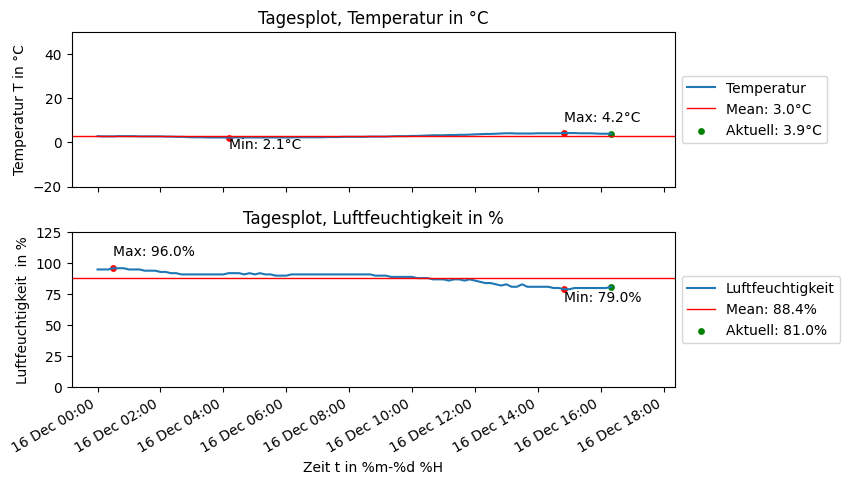 Tagesplot, Temperatur in °C
Temperatur T in °C
40
20
0
−20
Max: 4.2°C
Min: 2.1°C
Temperatur
Mean: 3.0°C
Aktuell: 3.9°C
Tagesplot, Luftfeuchtigkeit in %
Luftfeuchtigkeit  in %
125
100
75
50
25
0
Max: 96.0%
Min: 79.0%
Luftfeuchtigkeit
Mean: 88.4%
Aktuell: 81.0%
16 Dec 00:00
16 Dec 02:00
16 Dec 04:00
16 Dec 06:00
16 Dec 08:00
16 Dec 10:00
16 Dec 12:00
16 Dec 14:00
16 Dec 16:00
16 Dec 18:00
Zeit t in %m-%d %H